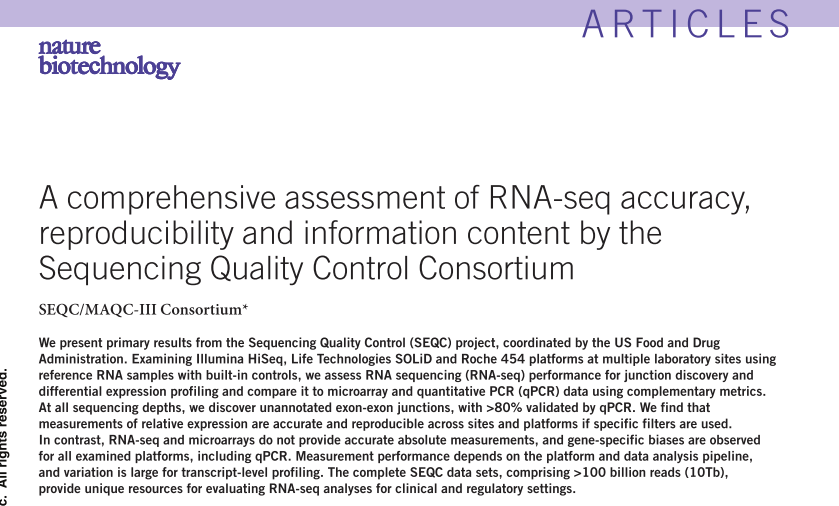 ARTICLES
nature
biotechnology
A comprehensive assessment of RNA-seq accuracy,
reproducibility and information content by the
Sequencing Quality Control Consortium
SEQC/MAQC-III Consortium*
We present primary results from the Sequencing Quality Control (SEQC) project, coordinated by the US Food and Drug
Administration. Examining Illumina HiSeq, Life Technologies SOLiD and Roche 454 platforms at multiple laboratory sites using
reference RNA samples with built-in controls, we assess RNA sequencing (RNA-seq) performance for junction discovery and
differential expression profiling and compare it to microarray and quantitative PCR (qPCR) data using complementary metrics.
At all sequencing depths, we discover unannotated exon-exon junctions, with >80% validated by qPCR. We find that
measurements of relative expression are accurate and reproducible across sites and platforms if specific filters are used.
In contrast, RNA-seq and microarrays do not provide accurate absolute measurements, and gene-specific biases are observed
for all examined platforms, including qPCR. Measurement performance depends on the platform and data analysis pipeline,
and variation is large for transcript-level profiling. The complete SEQC data sets, comprising >100 billion reads (10Tb),
provide unique resources for evaluating RNA-seq analyses for clinical and regulatory settings.
c. All rights reserved.